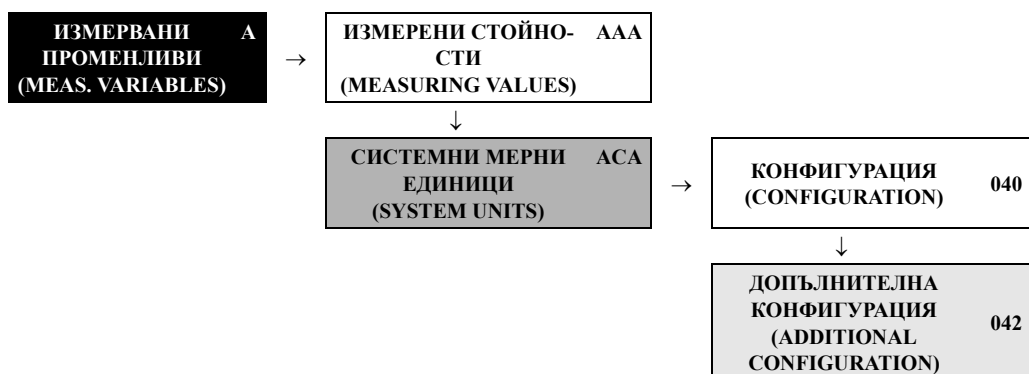 ИЗМЕРВАНИ A
ПРОМЕНЛИВИ
(MEAS. VARIABLES)
→
ИЗМЕРЕНИ СТОЙНО- AAA
СТИ
(MEASURING VALUES)
↓
СИСТЕМНИ МЕРНИ ACA
ЕДИНИЦИ
(SYSTEM UNITS)
→
КОНФИГУРАЦИЯ
(CONFIGURATION) 040
↓
ДОПЪЛНИТЕЛНА
КОНФИГУРАЦИЯ
(ADDITIONAL 042
CONFIGURATION)